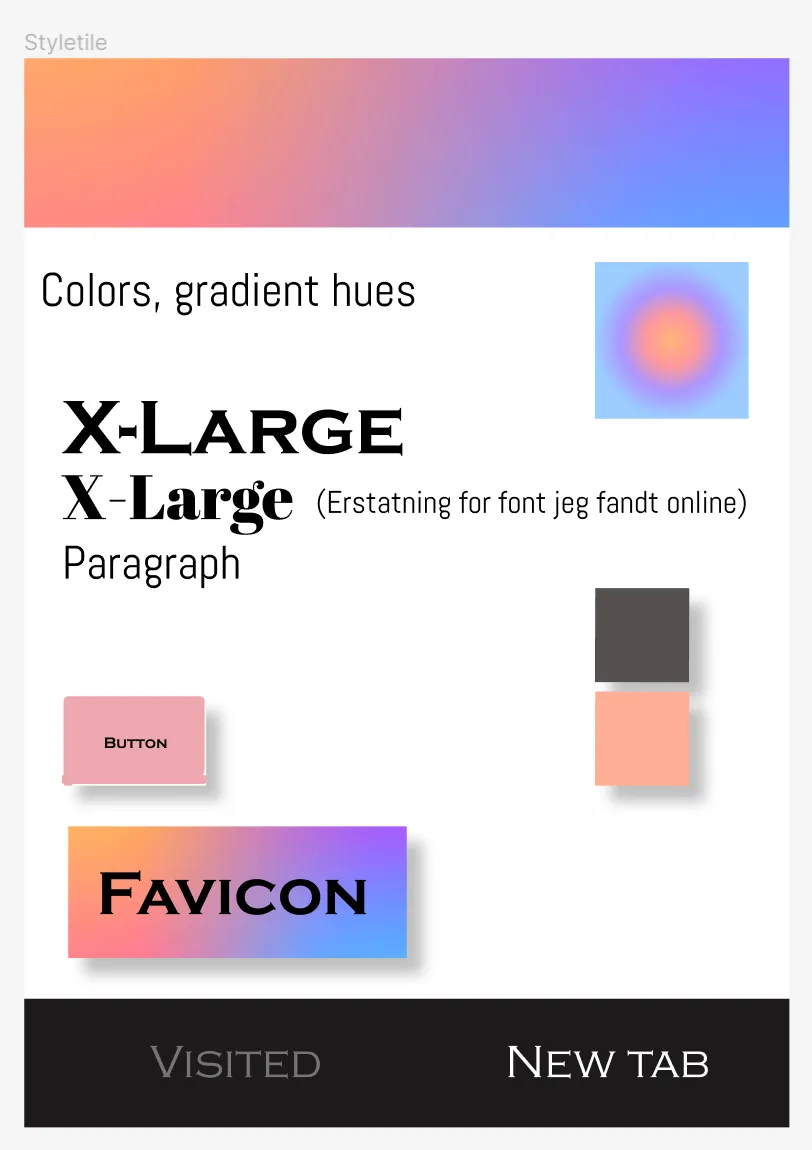 Styletile
Colors, gradient hues
X-Large
X-Large (Erstatning for font jeg fandt online)
Paragraph
Button
Favicon
Visited New tab